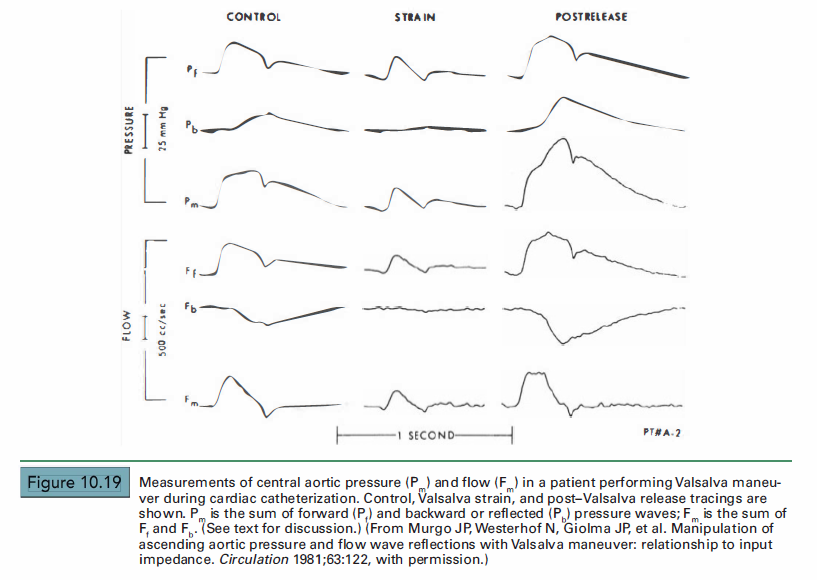 CONTROL STRAIN POSTRELEASE
Pf
PRESSURE
25 mm Hg
Pb
Pm
Ff
FLOW
500 cc/sec
Fb
Fm
1 SECOND
PT#A-2
Figure 10.19 Measurements of central aortic pressure (Pm) and flow (Fm) in a patient performing Valsalva maneu-
ver during cardiac catheterization. Control, Valsalva strain, and post–Valsalva release tracings are
shown. Pm is the sum of forward (Pf) and backward or reflected (Pb) pressure waves; Fm is the sum of
Ff and Fb. (See text for discussion.) (From Murgo JP, Westerhof N, Giolma JP, et al. Manipulation of
ascending aortic pressure and flow wave reflections with Valsalva maneuver: relationship to input
impedance. Circulation 1981;63:122, with permission.)